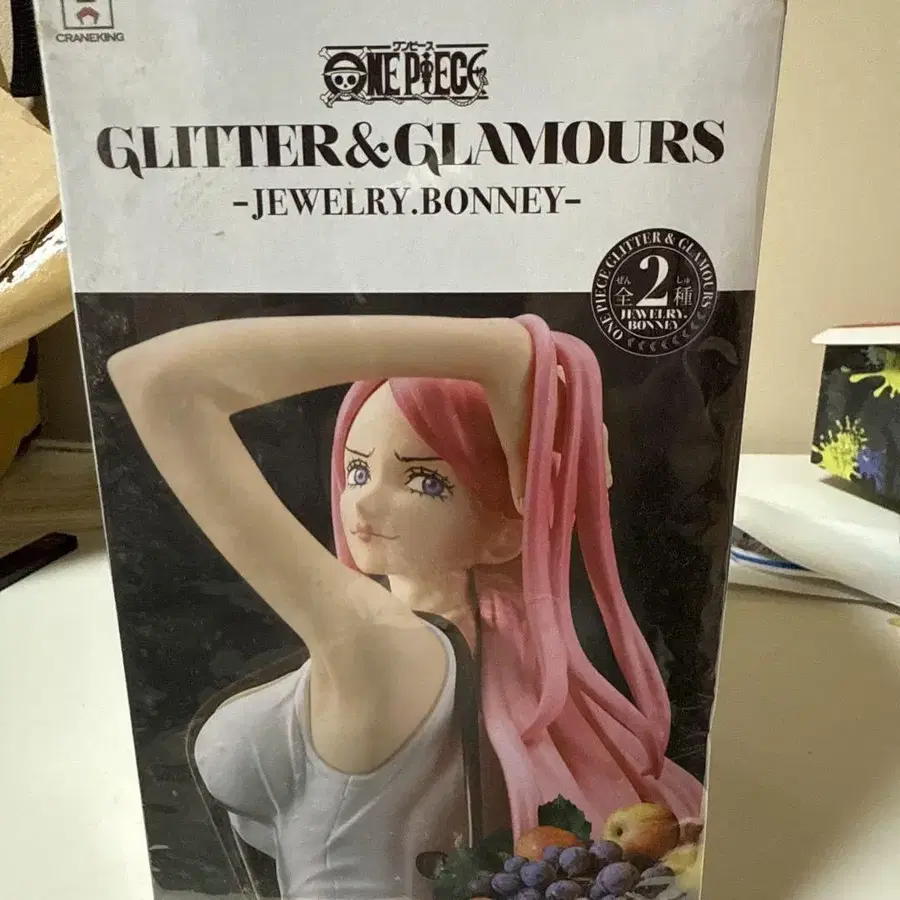 CRANEKING
ワンピース
ONE PIECE
GLITTER&GLAMOURS
-JEWELRY.BONNEY-
ONE PIECE GLITTER & GLAMOURS
ぜん しゅ
全2種
JEWELRY.
BONNEY